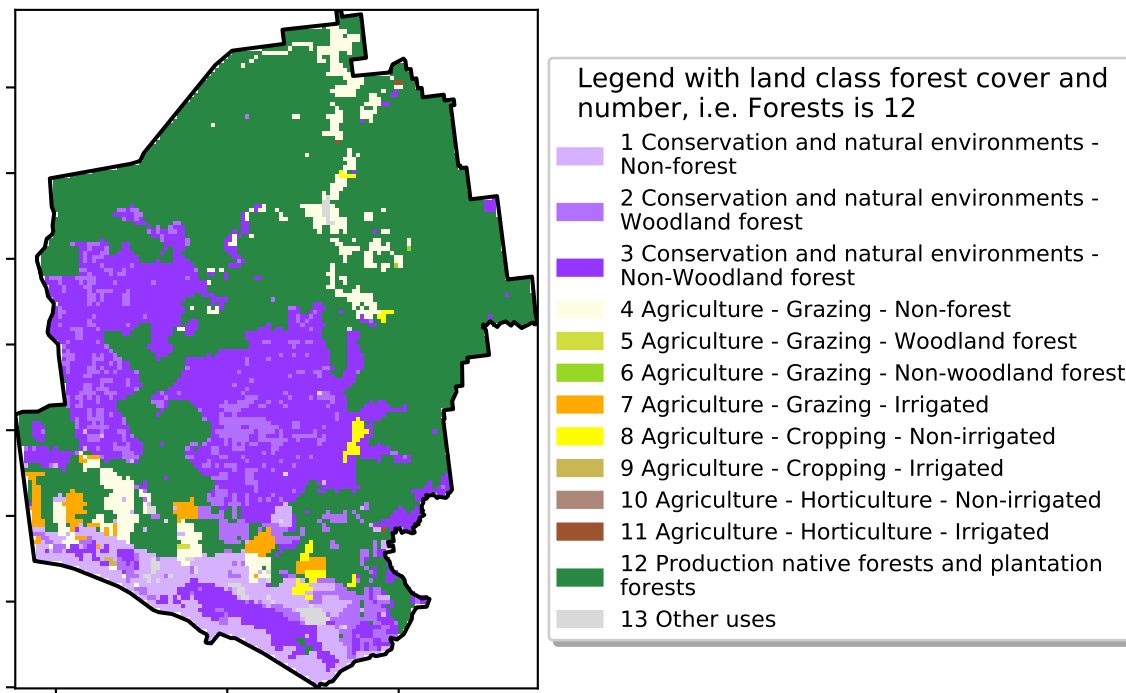 Legend with land class forest cover and
number, i.e. Forests is 12
1 Conservation and natural environments -
Non-forest
2 Conservation and natural environments -
Woodland forest
3 Conservation and natural environments -
Non-Woodland forest
4 Agriculture - Grazing - Non-forest
5 Agriculture - Grazing - Woodland forest
6 Agriculture - Grazing - Non-woodland forest
7 Agriculture - Grazing - Irrigated
8 Agriculture - Cropping - Non-irrigated
9 Agriculture - Cropping - Irrigated
10 Agriculture - Horticulture - Non-irrigated
11 Agriculture - Horticulture - Irrigated
12 Production native forests and plantation
forests
13 Other uses